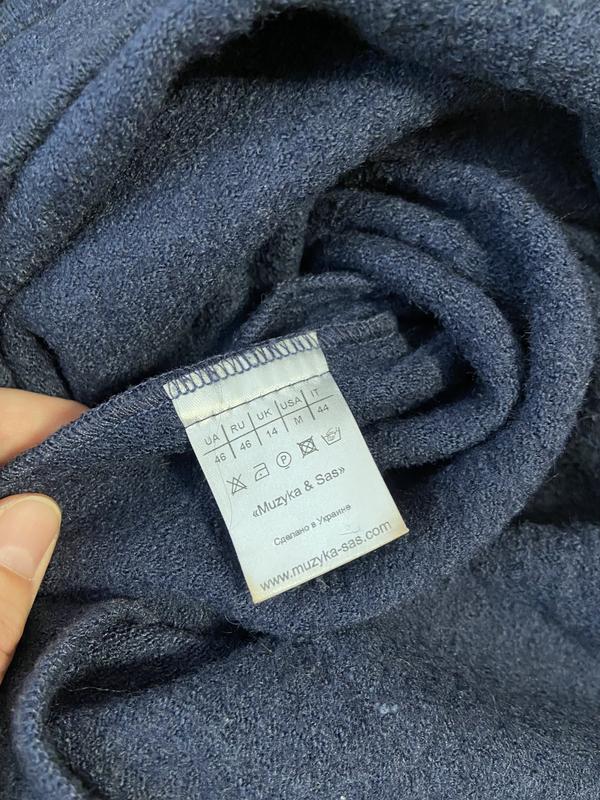 UA RU UK USA IT
46 46 14 M 44
«Muzyka & Sas»
Сделано в Украине
www.muzyka-sas.com